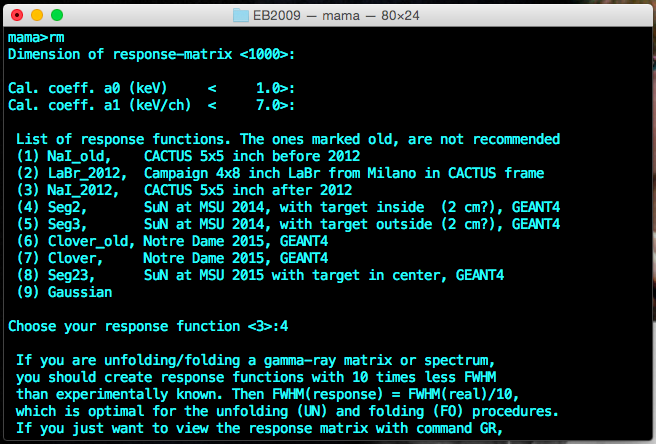 EB2009 — mama — 80×24
mama>rm
Dimension of response-matrix <1000>:
Cal. coeff. a0 (keV)     <     1.0>:
Cal. coeff. a1 (keV/ch)  <     7.0>:
List of response functions. The ones marked old, are not recommended
(1) NaI_old,    CACTUS 5x5 inch before 2012
(2) LaBr_2012,  Campaign 4x8 inch LaBr from Milano in CACTUS frame
(3) NaI_2012,   CACTUS 5x5 inch after 2012
(4) Seg2,       SuN at MSU 2014, with target inside  (2 cm?), GEANT4
(5) Seg3,       SuN at MSU 2014, with target outside (2 cm?), GEANT4
(6) Clover_old, Notre Dame 2015, GEANT4
(7) Clover,     Notre Dame 2015, GEANT4
(8) Seg23,      SuN at MSU 2015 with target in center, GEANT4
(9) Gaussian
Choose your response function <3>:4
If you are unfolding/folding a gamma-ray matrix or spectrum,
you should create response functions with 10 times less FWHM
than experimentally known. Then FWHM(response) = FWHM(real)/10,
which is optimal for the unfolding (UN) and folding (FO) procedures.
If you just want to view the response matrix with command GR,